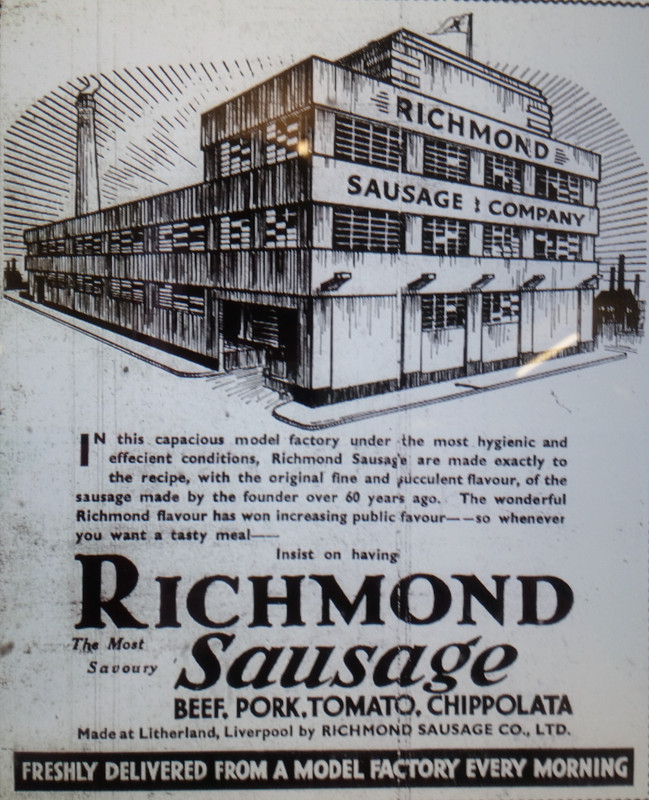 RICHMOND
SAUSAGE COMPANY
IN this capacious model factory under the most hygienic and
effecient conditions, Richmond Sausage are made exactly to
the recipe, with the original fine and succulent flavour, of the
sausage made by the founder over 60 years ago. The wonderful
Richmond flavour has won increasing public favour——so whenever
you want a tasty meal——
Insist on having
RICHMOND
The Most
Savoury
Sausage
BEEF, PORK, TOMATO, CHIPPOLATA
Made at Litherland, Liverpool by RICHMOND SAUSAGE CO., LTD.
FRESHLY DELIVERED FROM A MODEL FACTORY EVERY MORNING